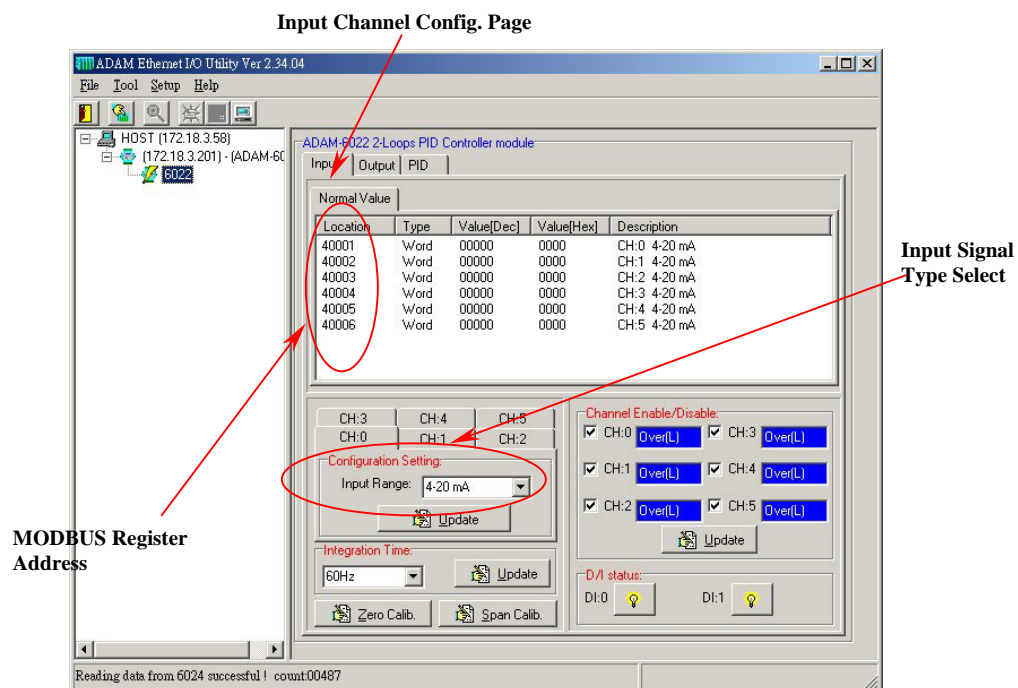 Input Channel Config. Page
ADAM Ethernet I/O Utility Ver 2.34.04
File Tool Setup Help
HOST (172.18.3.58)
(172.18.3.201) - (ADAM-60
6022
ADAM-6022 2-Loops PID Controller module
Input Output PID
Normal Value
Location Type Value[Dec] Value[Hex] Description
40001 Word 00000 0000 CH:0 4-20 mA
40002 Word 00000 0000 CH:1 4-20 mA
40003 Word 00000 0000 CH:2 4-20 mA
40004 Word 00000 0000 CH:3 4-20 mA
40005 Word 00000 0000 CH:4 4-20 mA
40006 Word 00000 0000 CH:5 4-20 mA
Input Signal
Type Select
CH:3 CH:4 CH:5
CH:0 CH:1 CH:2
Configuration Setting:
Input Range: 4-20 mA
Update
Integration Time:
60Hz Update
Zero Calib. Span Calib.
Channel Enable/Disable:
CH:0 Over(L) CH:3 Over(L)
CH:1 Over(L) CH:4 Over(L)
CH:2 Over(L) CH:5 Over(L)
Update
D/I status:
DI:0 DI:1
MODBUS Register
Address
Reading data from 6024 successful ! count:00487